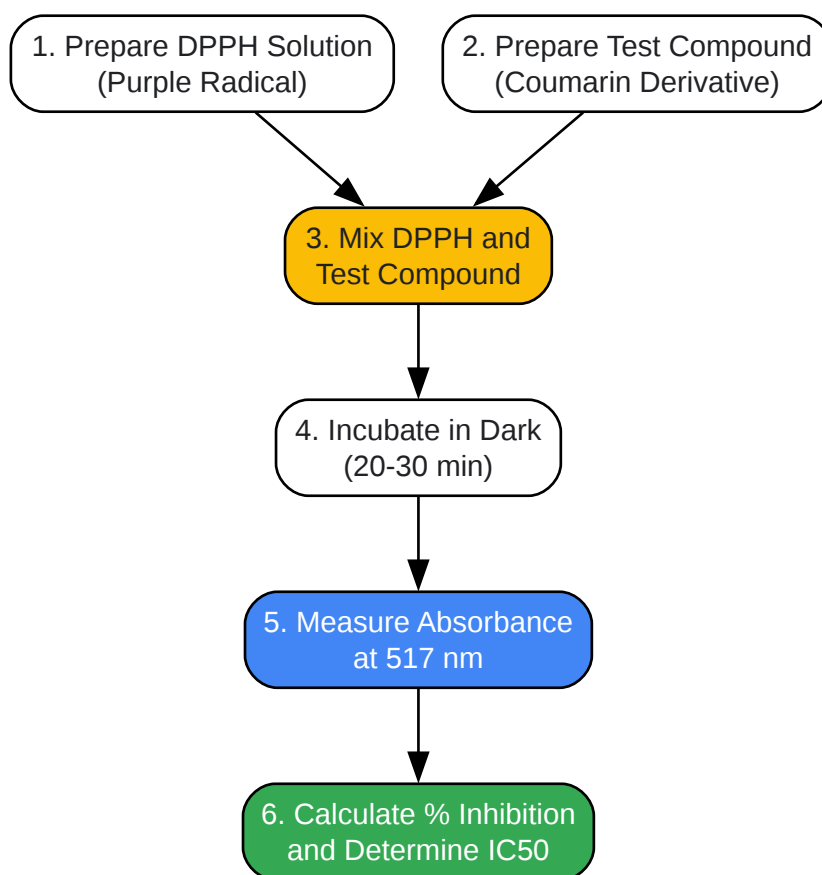 1. Prepare DPPH Solution
(Purple Radical)
2. Prepare Test Compound
(Coumarin Derivative)
3. Mix DPPH and
Test Compound
4. Incubate in Dark
(20-30 min)
5. Measure Absorbance
at 517 nm
6. Calculate % Inhibition
and Determine IC50